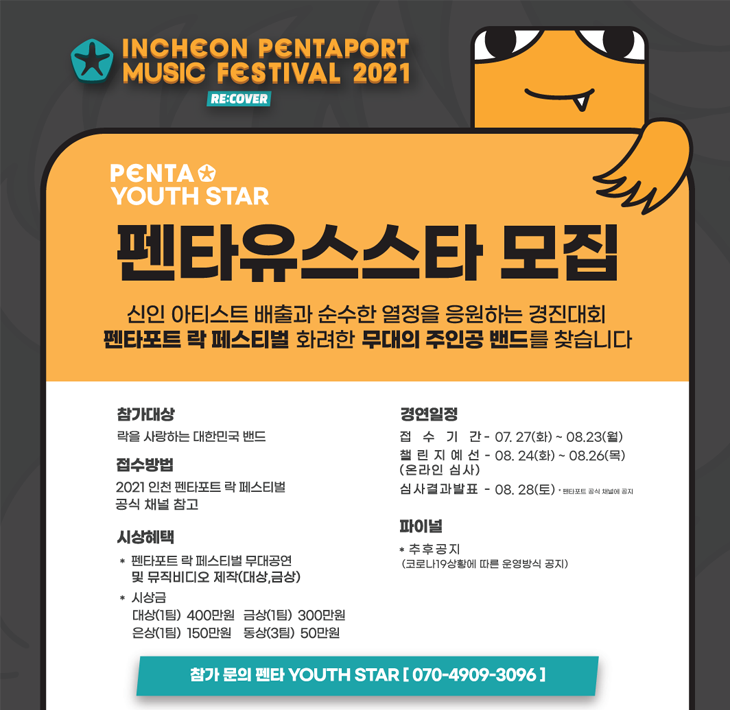 INCHEON PENTAPORT
MUSIC FESTIVAL 2021
RE:COVER
PENTA
YOUTH STAR
펜타유스스타 모집
신인 아티스트 배출과 순수한 열정을 응원하는 경진대회
펜타포트 락 페스티벌 화려한 무대의 주인공 밴드를 찾습니다
참가대상
락을 사랑하는 대한민국 밴드
접수방법
2021 인천 펜타포트 락 페스티벌
공식 채널 참고
시상혜택
* 펜타포트 락 페스티벌 무대공연
및 뮤직비디오 제작(대상,금상)
* 시상금
대상(1팀) 400만원 금상(1팀) 300만원
은상(1팀) 150만원 동상(3팀) 50만원
경연일정
접 수 기 간 - 07. 27(화) ~ 08.23(월)
챌린지예선 - 08. 24(화) ~ 08.26(목)
(온라인 심사)
심사결과발표 - 08. 28(토) * 펜타포트 공식 채널에 공지
파이널
* 추후공지
(코로나19상황에 따른 운영방식 공지)
참가 문의 펜타 YOUTH STAR [ 070-4909-3096 ]